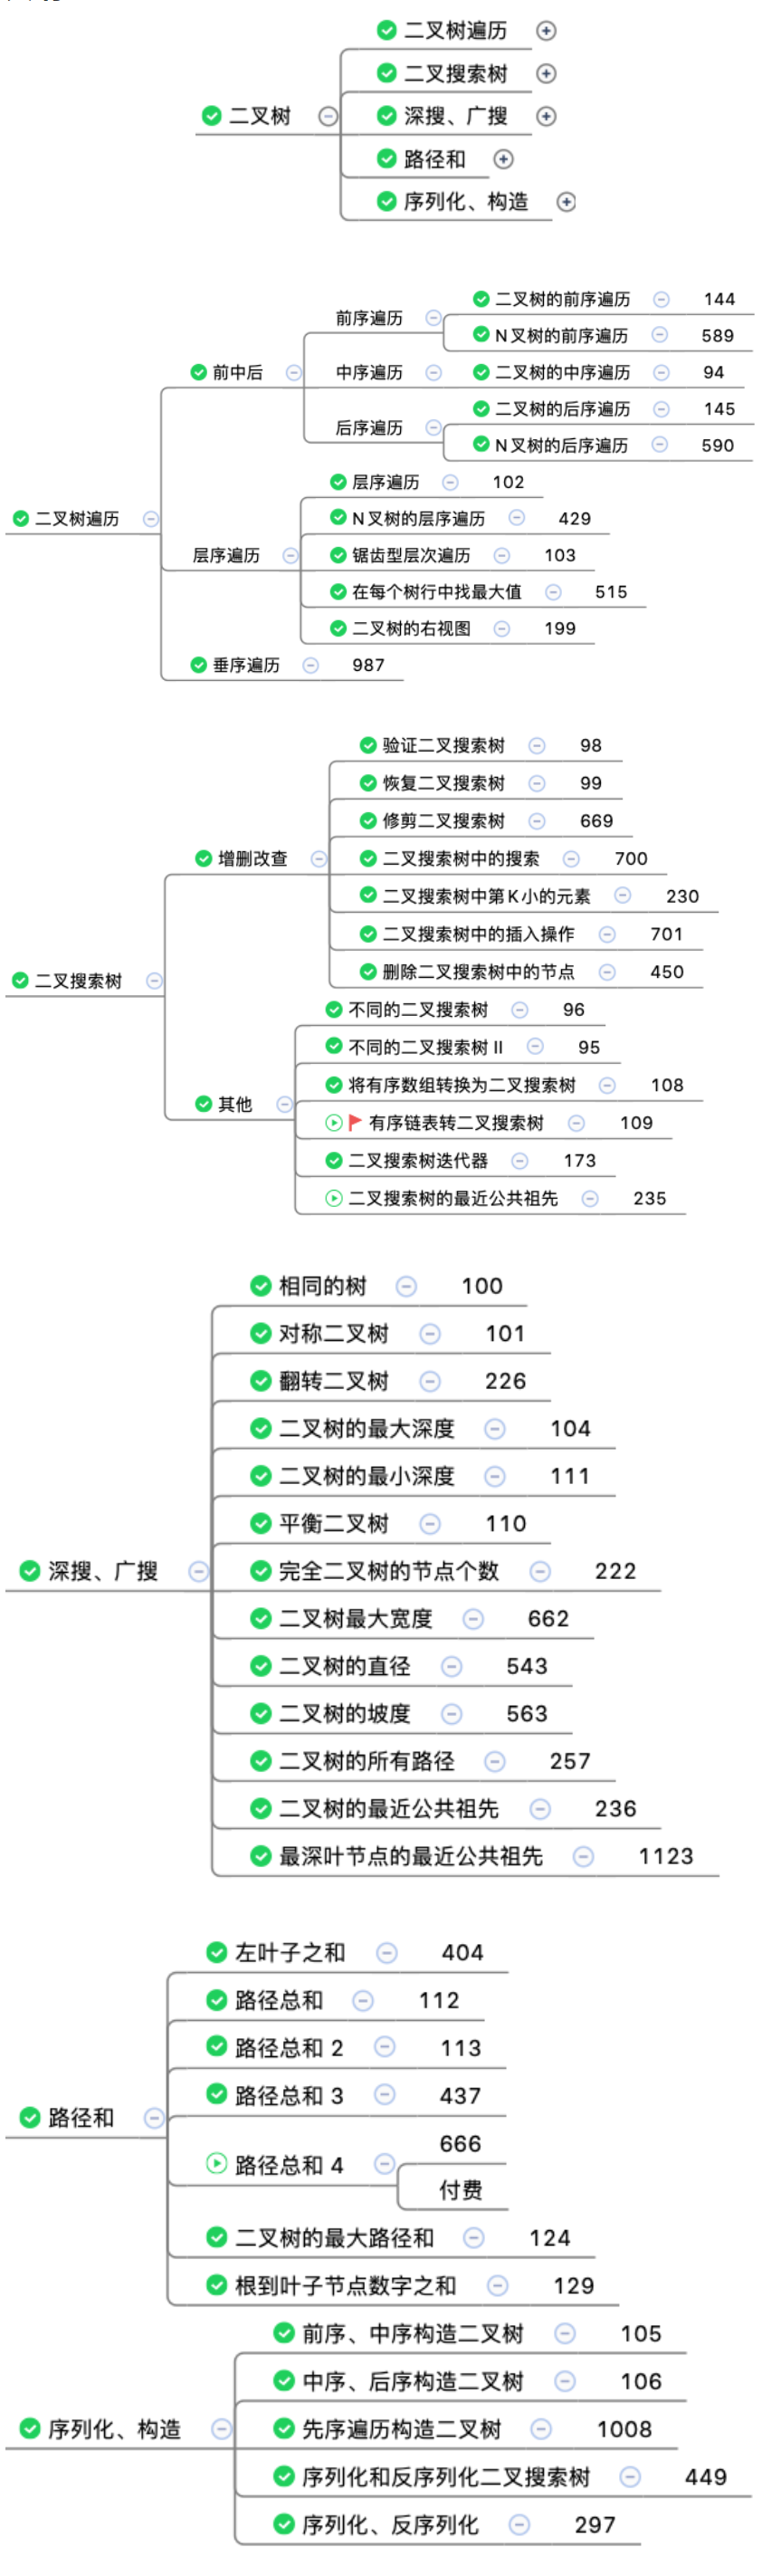 二叉树
二叉树遍历
二叉搜索树
深搜、广搜
路径和
序列化、构造
二叉树遍历
前中后
前序遍历
二叉树的前序遍历 144
N叉树的前序遍历 589
中序遍历
二叉树的中序遍历 94
后序遍历
二叉树的后序遍历 145
N叉树的后序遍历 590
层序遍历
层序遍历 102
N叉树的层序遍历 429
锯齿型层次遍历 103
在每个树行中找最大值 515
二叉树的右视图 199
垂序遍历 987
二叉搜索树
增删改查
验证二叉搜索树 98
恢复二叉搜索树 99
修剪二叉搜索树 669
二叉搜索树中的搜索 700
二叉搜索树中第K小的元素 230
二叉搜索树中的插入操作 701
删除二叉搜索树中的节点 450
其他
不同的二叉搜索树 96
不同的二叉搜索树 II 95
将有序数组转换为二叉搜索树 108
有序链表转二叉搜索树 109
二叉搜索树迭代器 173
二叉搜索树的最近公共祖先 235
深搜、广搜
相同的树 100
对称二叉树 101
翻转二叉树 226
二叉树的最大深度 104
二叉树的最小深度 111
平衡二叉树 110
完全二叉树的节点个数 222
二叉树最大宽度 662
二叉树的直径 543
二叉树的坡度 563
二叉树的所有路径 257
二叉树的最近公共祖先 236
最深叶节点的最近公共祖先 1123
路径和
左叶子之和 404
路径总和 112
路径总和 2 113
路径总和 3 437
路径总和 4
666
付费
二叉树的最大路径和 124
根到叶子节点数字之和 129
序列化、构造
前序、中序构造二叉树 105
中序、后序构造二叉树 106
先序遍历构造二叉树 1008
序列化和反序列化二叉搜索树 449
序列化、反序列化 297